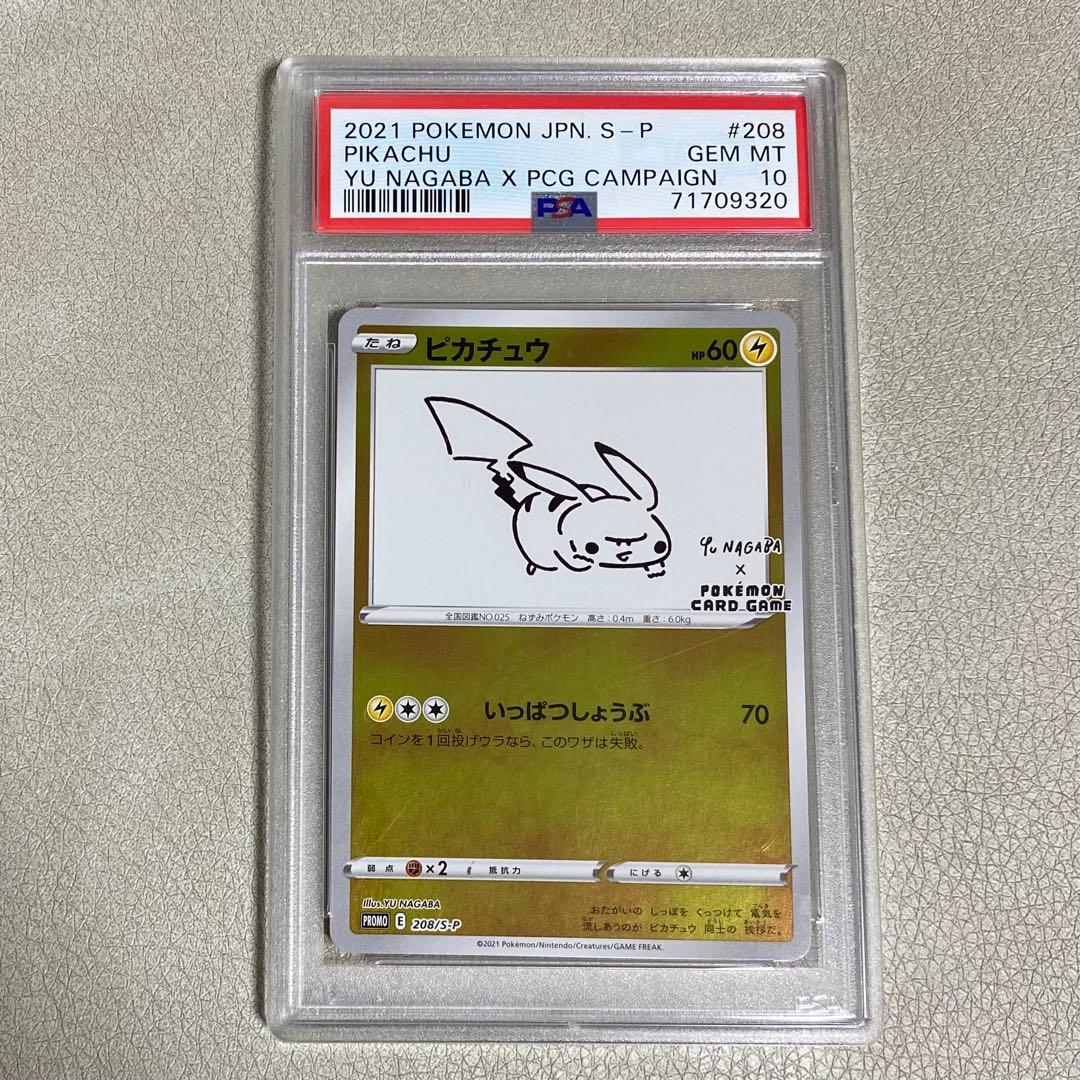 2021 POKEMON JPN. S-P #208
PIKACHU GEM MT
YU NAGABA X PCG CAMPAIGN 10
PSA 71709320
たね ピカチュウ HP60
Yu NAGABA
×
POKÉMON
CARD GAME
全国図鑑NO.025 ねずみポケモン 高さ:0.4m 重さ:6.0kg
いっぱつしょうぶ 70
コインを1回投げウラなら、このワザは失敗。
弱点 ×2 抵抗力 にげる
Illus.YU NAGABA
PROMO E 208/S-P
おたがいの しっぽを くっつけて 電気を
流しあうのが ピカチュウ 同士の 挨拶だ。
©2021 Pokémon/Nintendo/Creatures/GAME FREAK.